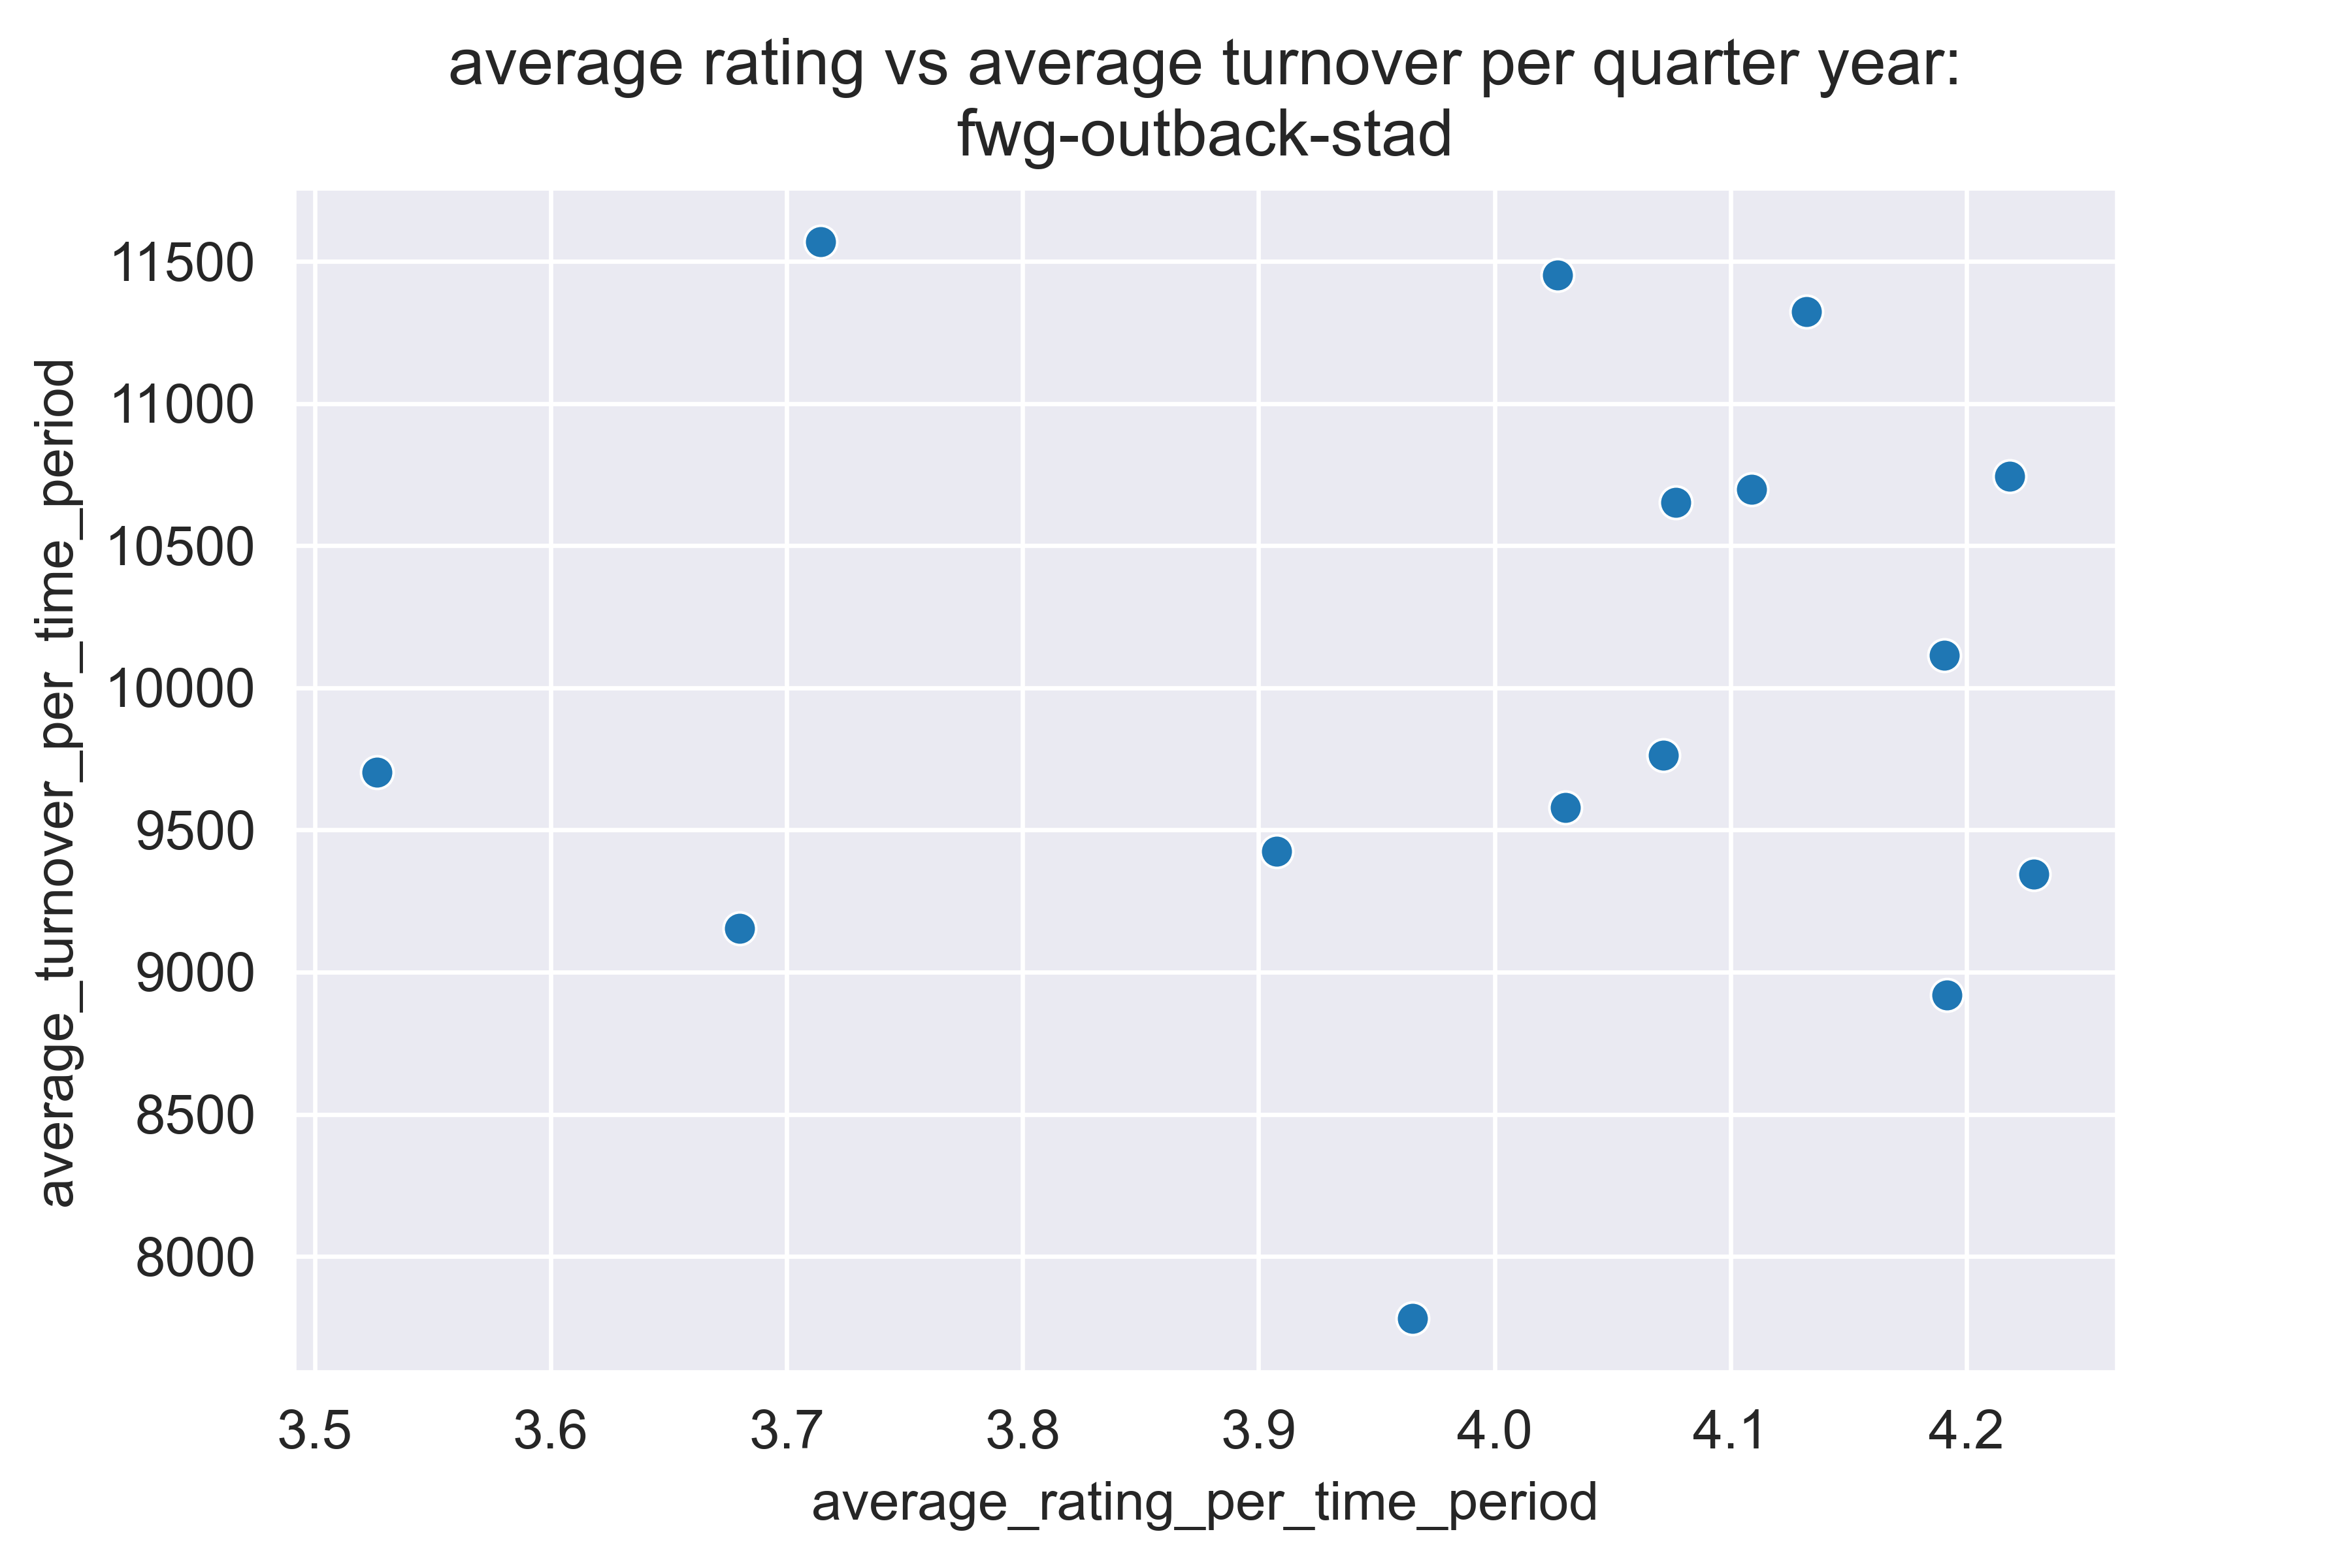 average rating vs average turnover per quarter year:
fwg-outback-stad
average_turnover_per_time_period
11500
11000
10500
10000
9500
9000
8500
8000
3.5 3.6 3.7 3.8 3.9 4.0 4.1 4.2
average_rating_per_time_period